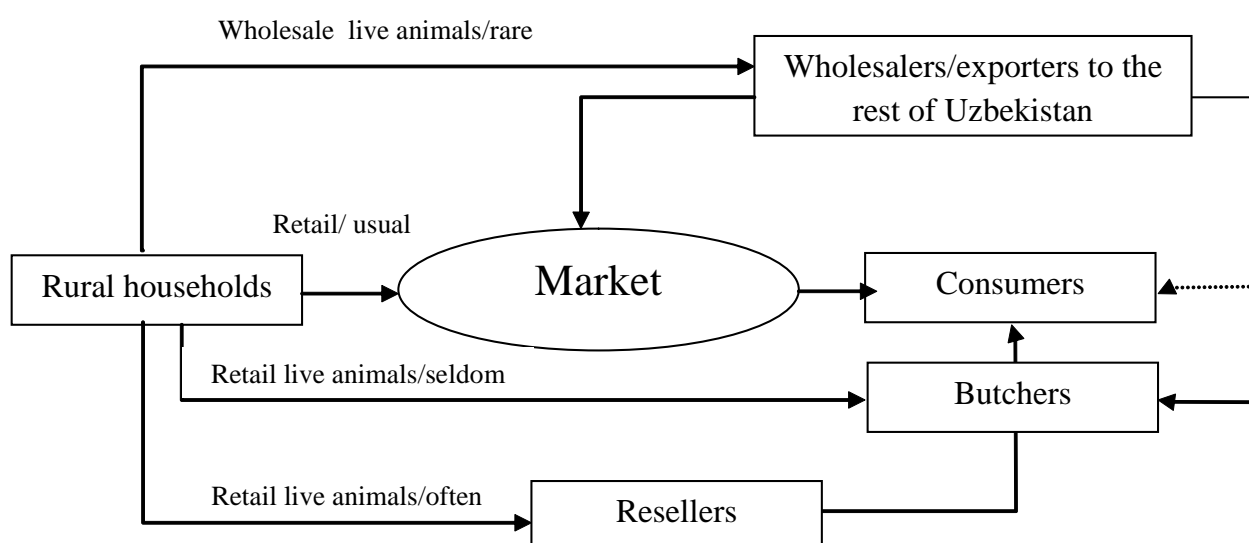 Wholesale  live animals/rare
Wholesalers/exporters to the
rest of Uzbekistan
Retail/ usual
Rural households
Market
Consumers
Retail live animals/seldom
Butchers
Retail live animals/often
Resellers